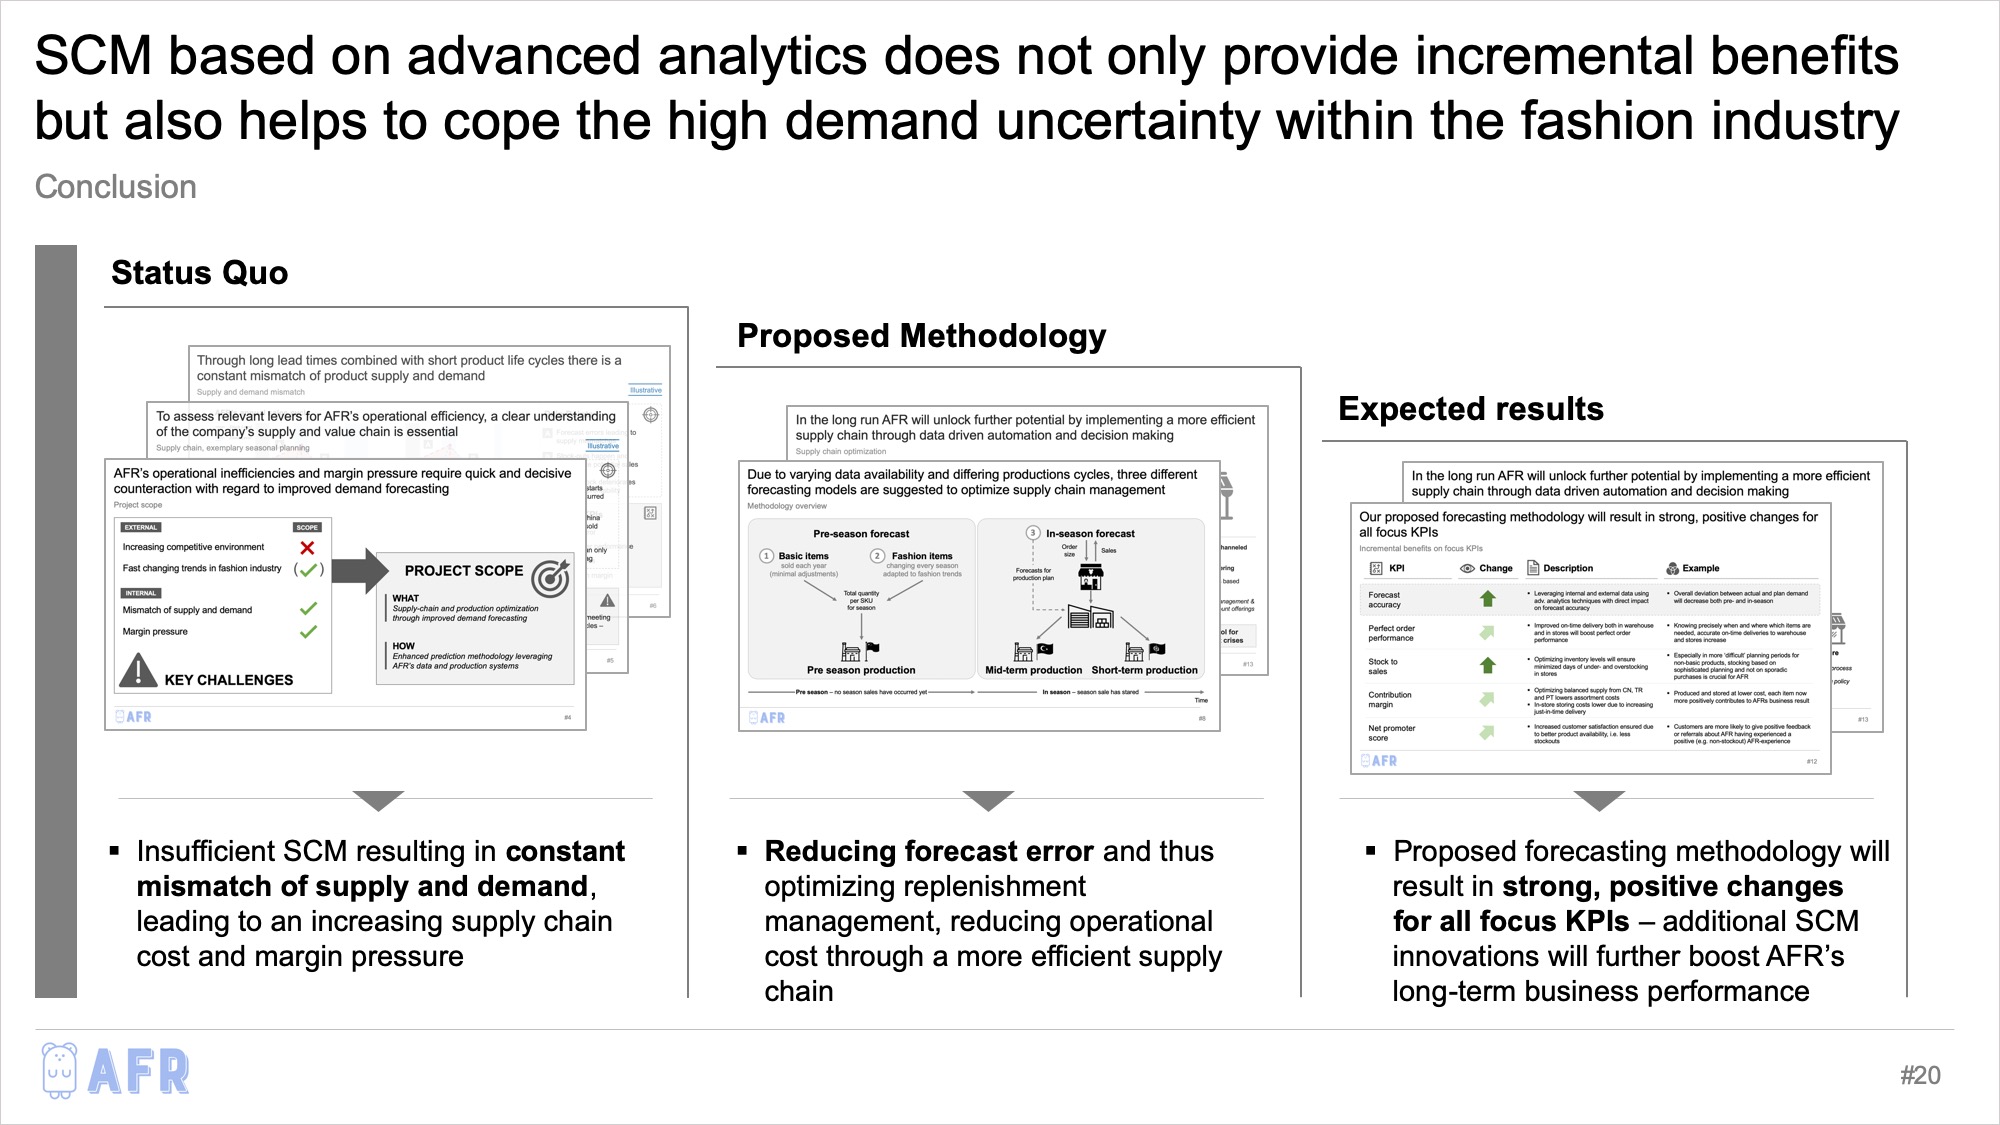 SCM based on advanced analytics does not only provide incremental benefits
but also helps to cope the high demand uncertainty within the fashion industry
Conclusion
Status Quo
Through long lead times combined with short product life cycles there is a
constant mismatch of product supply and demand
Supply and demand mismatch
Illustrative
To assess relevant levers for AFR's operational efficiency, a clear understanding
of the company's supply and value chain is essential
Supply chain, exemplary seasonal planning
Illustrative
AFR's operational inefficiencies and margin pressure require quick and decisive
counteraction with regard to improved demand forecasting
Project scope
EXTERNAL
SCOPE
Increasing competitive environment
Fast changing trends in fashion industry
INTERNAL
Mismatch of supply and demand
Margin pressure
KEY CHALLENGES
PROJECT SCOPE
WHAT
Supply-chain and production optimization
through improved demand forecasting
HOW
Enhanced prediction methodology leveraging
AFR's data and production systems
AFR
#4
#5
#6
Insufficient SCM resulting in constant
mismatch of supply and demand,
leading to an increasing supply chain
cost and margin pressure
Proposed Methodology
In the long run AFR will unlock further potential by implementing a more efficient
supply chain through data driven automation and decision making
Supply chain optimization
Due to varying data availability and differing productions cycles, three different
forecasting models are suggested to optimize supply chain management
Methodology overview
Pre-season forecast
1 Basic items
sold each year
(minimal adjustments)
2 Fashion items
changing every season
adapted to fashion trends
Total quantity
per SKU
for season
Pre season production
3 In-season forecast
Order
size
Sales
Forecasts for
production plan
Mid-term production
Short-term production
Pre season – no season sales have occurred yet
In season – season sale has stared
Time
AFR
#8
#13
Reducing forecast error and thus
optimizing replenishment
management, reducing operational
cost through a more efficient supply
chain
Expected results
In the long run AFR will unlock further potential by implementing a more efficient
supply chain through data driven automation and decision making
Our proposed forecasting methodology will result in strong, positive changes for
all focus KPIs
Incremental benefits on focus KPIs
KPI
Change
Description
Example
Forecast
accuracy
Leveraging internal and external data using
adv. analytics techniques with direct impact
on forecast accuracy
Overall deviation between actual and plan demand
will decrease both pre- and in-season
Perfect order
performance
Improved on-time delivery both in warehouse
and in stores will boost perfect order
performance
Knowing precisely when and where which items are
needed, accurate on-time deliveries to warehouse
and stores increase
Stock to
sales
Optimizing inventory levels will ensure
minimized days of under- and overstocking
in stores
Especially in more 'difficult' planning periods for
non-basic products, stocking based on
sophisticated planning and not on sporadic
purchases is crucial for AFR
Contribution
margin
Optimizing balanced supply from CN, TR
and PT lowers assortment costs
In-store storing costs lower due to increasing
just-in-time delivery
Produced and stored at lower cost, each item now
more positively contributes to AFRs business result
Net promoter
score
Increased customer satisfaction ensured due
to better product availability, i.e. less
stockouts
Customers are more likely to give positive feedback
or referrals about AFR having experienced a
positive (e.g. non-stockout) AFR-experience
AFR
#12
#13
Proposed forecasting methodology will
result in strong, positive changes
for all focus KPIs – additional SCM
innovations will further boost AFR's
long-term business performance
AFR
#20